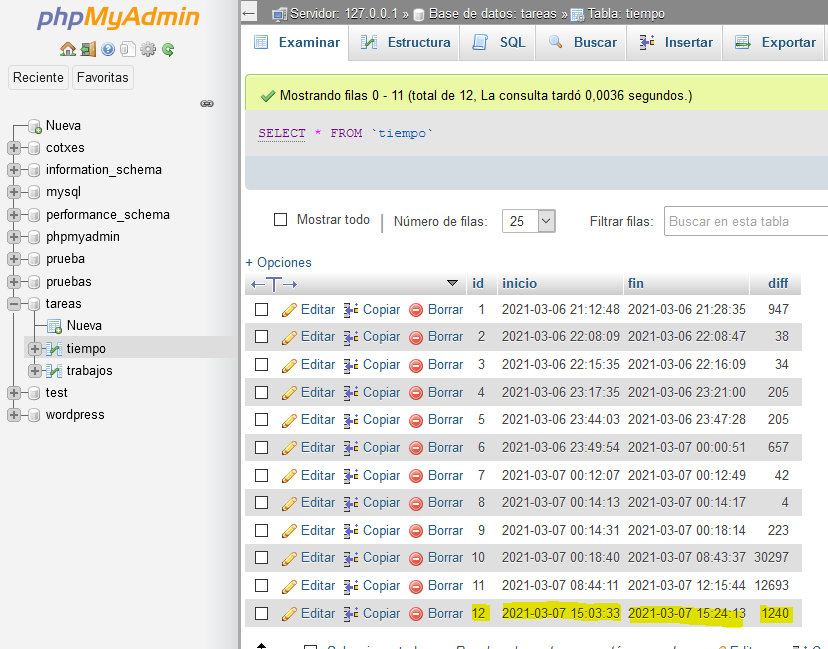 phpMyAdmin
Reciente Favoritas
Nueva
cotxes
information_schema
mysql
performance_schema
phpmyadmin
prueba
pruebas
tareas
Nueva
tiempo
trabajos
test
wordpress
Servidor: 127.0.0.1 » Base de datos: tareas » Tabla: tiempo
Examinar Estructura SQL Buscar Insertar Exportar
Mostrando filas 0 - 11 (total de 12, La consulta tardó 0,0036 segundos.)
SELECT * FROM `tiempo`
Mostrar todo Número de filas: 25 Filtrar filas: Buscar en esta tabla
+ Opciones
id inicio fin diff
Editar Copiar Borrar 1 2021-03-06 21:12:48 2021-03-06 21:28:35 947
Editar Copiar Borrar 2 2021-03-06 22:08:09 2021-03-06 22:08:47 38
Editar Copiar Borrar 3 2021-03-06 22:15:35 2021-03-06 22:16:09 34
Editar Copiar Borrar 4 2021-03-06 23:17:35 2021-03-06 23:21:00 205
Editar Copiar Borrar 5 2021-03-06 23:44:03 2021-03-06 23:47:28 205
Editar Copiar Borrar 6 2021-03-06 23:49:54 2021-03-07 00:00:51 657
Editar Copiar Borrar 7 2021-03-07 00:12:07 2021-03-07 00:12:49 42
Editar Copiar Borrar 8 2021-03-07 00:14:13 2021-03-07 00:14:17 4
Editar Copiar Borrar 9 2021-03-07 00:14:31 2021-03-07 00:18:14 223
Editar Copiar Borrar 10 2021-03-07 00:18:40 2021-03-07 08:43:37 30297
Editar Copiar Borrar 11 2021-03-07 08:44:11 2021-03-07 12:15:44 12693
Editar Copiar Borrar 12 2021-03-07 15:03:33 2021-03-07 15:24:13 1240